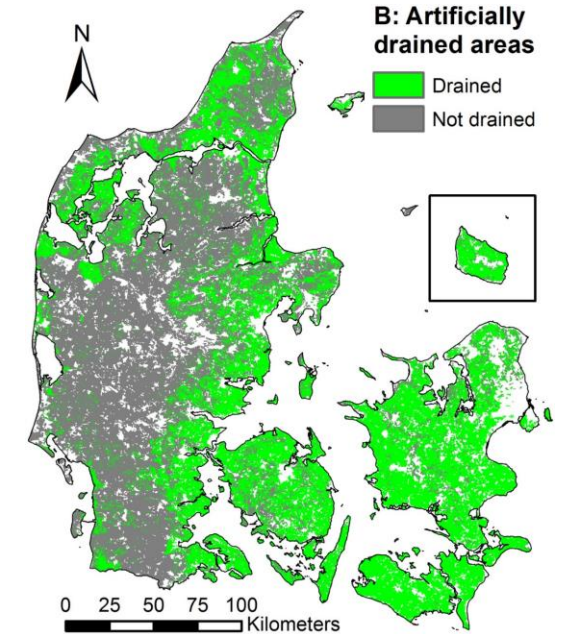 B: Artificially
drained areas
N
Drained
Not drained
0 25 50 75 100
Kilometers